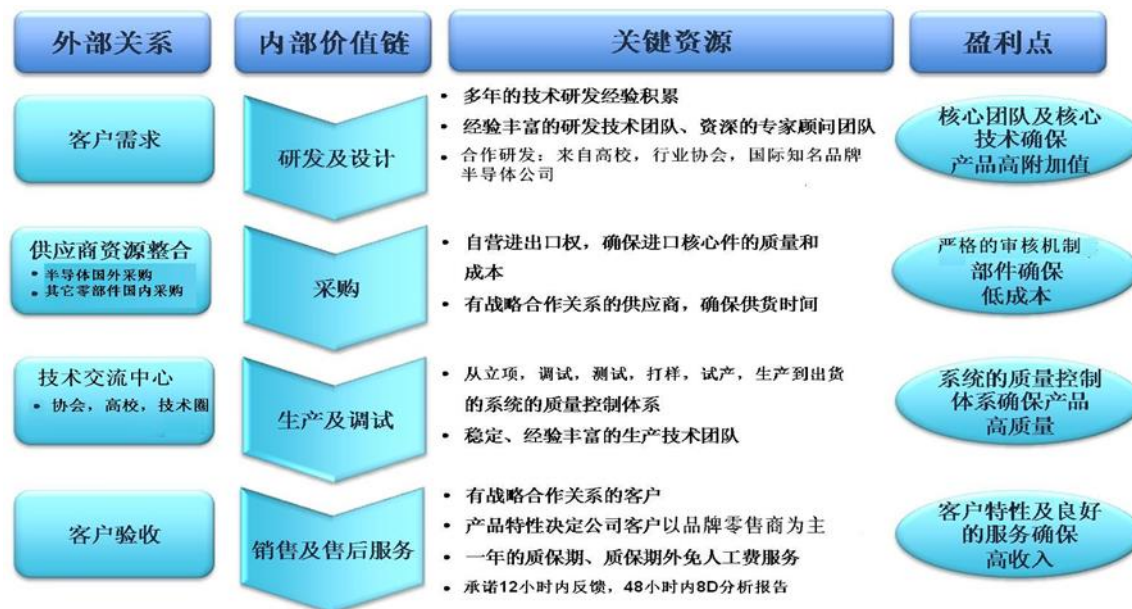 外部关系
内部价值链
关键资源
盈利点
客户需求
研发及设计
• 多年的技术研发经验积累
• 经验丰富的研发技术团队、资深的专家顾问团队
• 合作研发：来自高校，行业协会，国际知名品牌
半导体公司
核心团队及核心
技术确保
产品高附加值
供应商资源整合
• 半导体国外采购
• 其它零部件国内采购
采购
• 自营进出口权，确保进口核心件的质量和
成本
• 有战略合作关系的供应商，确保供货时间
严格的审核机制
部件确保
低成本
技术交流中心
• 协会，高校，技术圈
生产及调试
• 从立项，调试，测试，打样，试产，生产到出货
的系统的质量控制体系
• 稳定、经验丰富的生产技术团队
系统的质量控制
体系确保产品
高质量
客户验收
销售及售后服务
• 有战略合作关系的客户
• 产品特性决定公司客户以品牌零售商为主
• 一年的质保期、质保期外免人工费服务
• 承诺12小时内反馈，48小时内8D分析报告
客户特性及良好
的服务确保
高收入